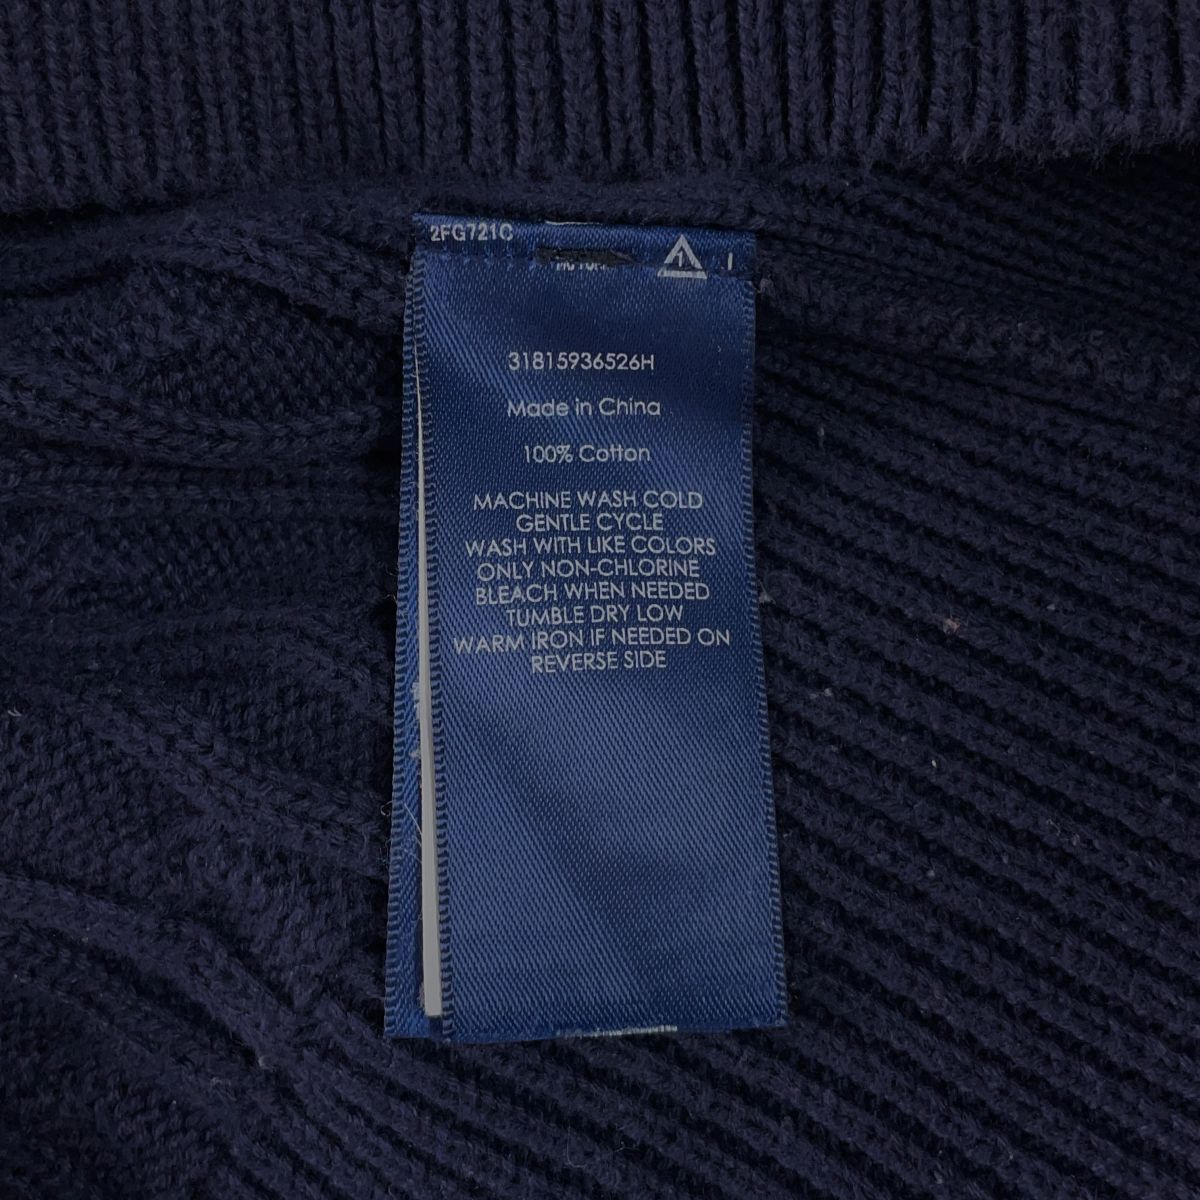 2FG721C
1
31815936526H
Made in China
100% Cotton
MACHINE WASH COLD
GENTLE CYCLE
WASH WITH LIKE COLORS
ONLY NON-CHLORINE
BLEACH WHEN NEEDED
TUMBLE DRY LOW
WARM IRON IF NEEDED ON
REVERSE SIDE